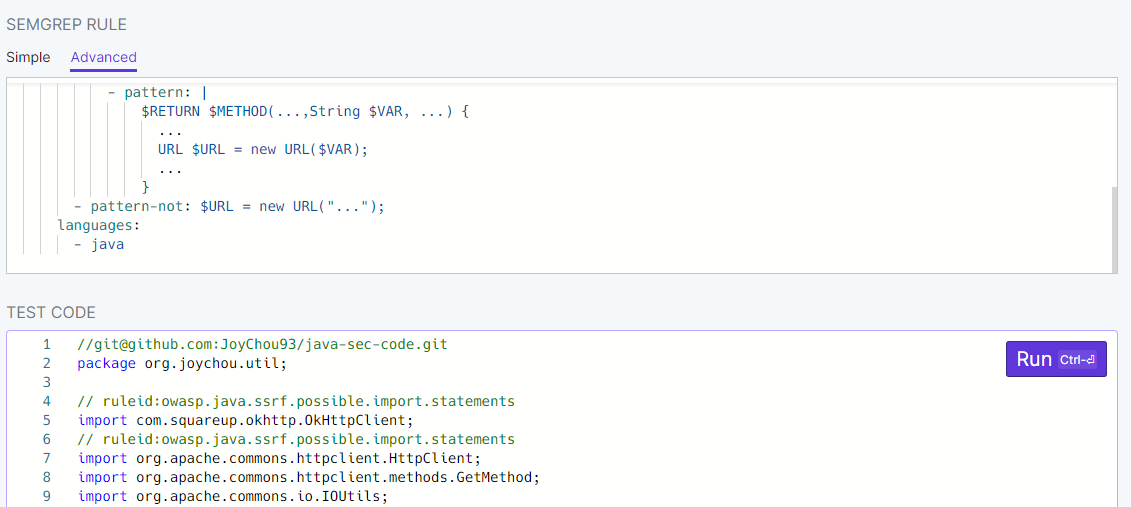 SEMGREP RULE
Simple Advanced
- pattern: |
$RETURN $METHOD(...,String $VAR, ...) {
...
URL $URL = new URL($VAR);
...
}
- pattern-not: $URL = new URL("...");
languages:
- java
TEST CODE
1 //git@github.com:JoyChou93/java-sec-code.git
2 package org.joychou.util;
3
4 // ruleid:owasp.java.ssrf.possible.import.statements
5 import com.squareup.okhttp.OkHttpClient;
6 // ruleid:owasp.java.ssrf.possible.import.statements
7 import org.apache.commons.httpclient.HttpClient;
8 import org.apache.commons.httpclient.methods.GetMethod;
9 import org.apache.commons.io.IOUtils;
Run Ctrl-⏎